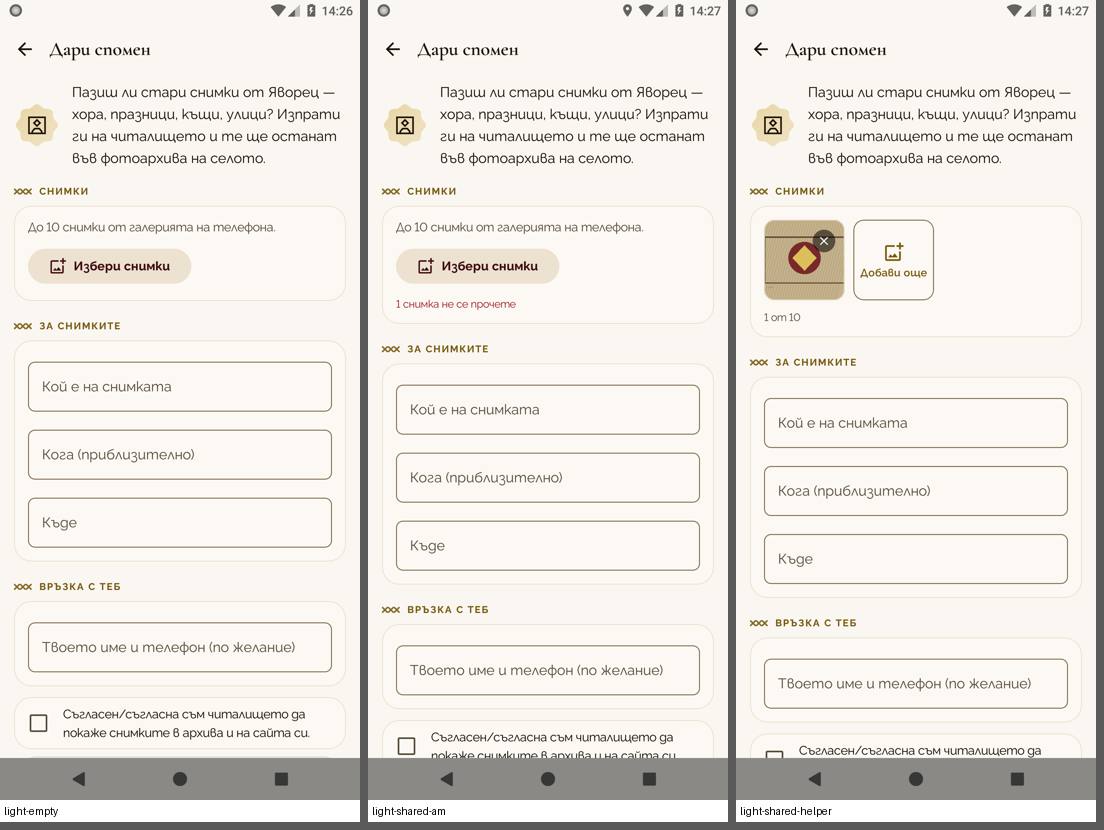 14:26
Дари спомен
Пазиш ли стари снимки от Яворец —
хора, празници, къщи, улици? Изпрати
ги на читалището и те ще останат
във фотоархива на селото.
СНИМКИ
До 10 снимки от галерията на телефона.
Избери снимки
ЗА СНИМКИТЕ
Кой е на снимката
Кога (приблизително)
Къде
ВРЪЗКА С ТЕБ
Твоето име и телефон (по желание)
Съгласен/съгласна съм читалището да
покаже снимките в архива и на сайта си.
light-empty
14:27
Дари спомен
Пазиш ли стари снимки от Яворец —
хора, празници, къщи, улици? Изпрати
ги на читалището и те ще останат
във фотоархива на селото.
СНИМКИ
До 10 снимки от галерията на телефона.
Избери снимки
1 снимка не се прочете
ЗА СНИМКИТЕ
Кой е на снимката
Кога (приблизително)
Къде
ВРЪЗКА С ТЕБ
Твоето име и телефон (по желание)
Съгласен/съгласна съм читалището да
покаже снимките в архива и на сайта си.
light-shared-am
14:27
Дари спомен
Пазиш ли стари снимки от Яворец —
хора, празници, къщи, улици? Изпрати
ги на читалището и те ще останат
във фотоархива на селото.
СНИМКИ
Добави още
1 от 10
ЗА СНИМКИТЕ
Кой е на снимката
Кога (приблизително)
Къде
ВРЪЗКА С ТЕБ
Твоето име и телефон (по желание)
Съгласен/съгласна съм читалището да
light-shared-helper